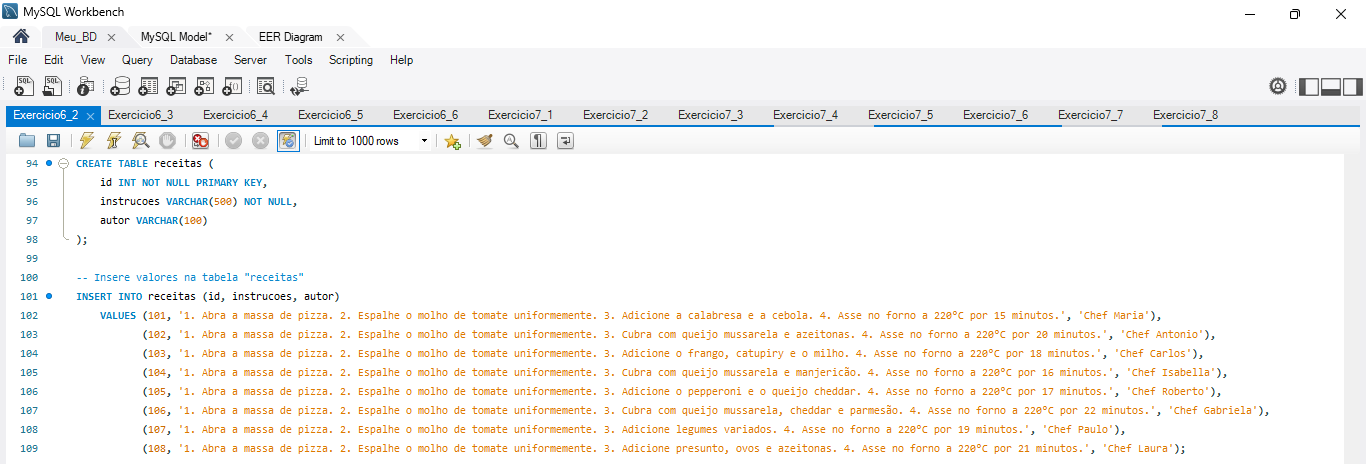 MySQL Workbench
Meu_BD MySQL Model* EER Diagram
File Edit View Query Database Server Tools Scripting Help
Exercicio6_2 Exercicio6_3 Exercicio6_4 Exercicio6_5 Exercicio6_6 Exercicio7_1 Exercicio7_2 Exercicio7_3 Exercicio7_4 Exercicio7_5 Exercicio7_6 Exercicio7_7 Exercicio7_8
Limit to 1000 rows
94 CREATE TABLE receitas (
95 id INT NOT NULL PRIMARY KEY,
96 instrucoes VARCHAR(500) NOT NULL,
97 autor VARCHAR(100)
98 );
99
100 -- Insere valores na tabela "receitas"
101 INSERT INTO receitas (id, instrucoes, autor)
102 VALUES (101, '1. Abra a massa de pizza. 2. Espalhe o molho de tomate uniformemente. 3. Adicione a calabresa e a cebola. 4. Asse no forno a 220°C por 15 minutos.', 'Chef Maria'),
103 (102, '1. Abra a massa de pizza. 2. Espalhe o molho de tomate uniformemente. 3. Cubra com queijo mussarela e azeitonas. 4. Asse no forno a 220°C por 20 minutos.', 'Chef Antonio'),
104 (103, '1. Abra a massa de pizza. 2. Espalhe o molho de tomate uniformemente. 3. Adicione o frango, catupiry e o milho. 4. Asse no forno a 220°C por 18 minutos.', 'Chef Carlos'),
105 (104, '1. Abra a massa de pizza. 2. Espalhe o molho de tomate uniformemente. 3. Cubra com queijo mussarela e manjericão. 4. Asse no forno a 220°C por 16 minutos.', 'Chef Isabella'),
106 (105, '1. Abra a massa de pizza. 2. Espalhe o molho de tomate uniformemente. 3. Adicione o pepperoni e o queijo cheddar. 4. Asse no forno a 220°C por 17 minutos.', 'Chef Roberto'),
107 (106, '1. Abra a massa de pizza. 2. Espalhe o molho de tomate uniformemente. 3. Cubra com queijo mussarela, cheddar e parmesão. 4. Asse no forno a 220°C por 22 minutos.', 'Chef Gabriela'),
108 (107, '1. Abra a massa de pizza. 2. Espalhe o molho de tomate uniformemente. 3. Adicione legumes variados. 4. Asse no forno a 220°C por 19 minutos.', 'Chef Paulo'),
109 (108, '1. Abra a massa de pizza. 2. Espalhe o molho de tomate uniformemente. 3. Adicione presunto, ovos e azeitonas. 4. Asse no forno a 220°C por 21 minutos.', 'Chef Laura');